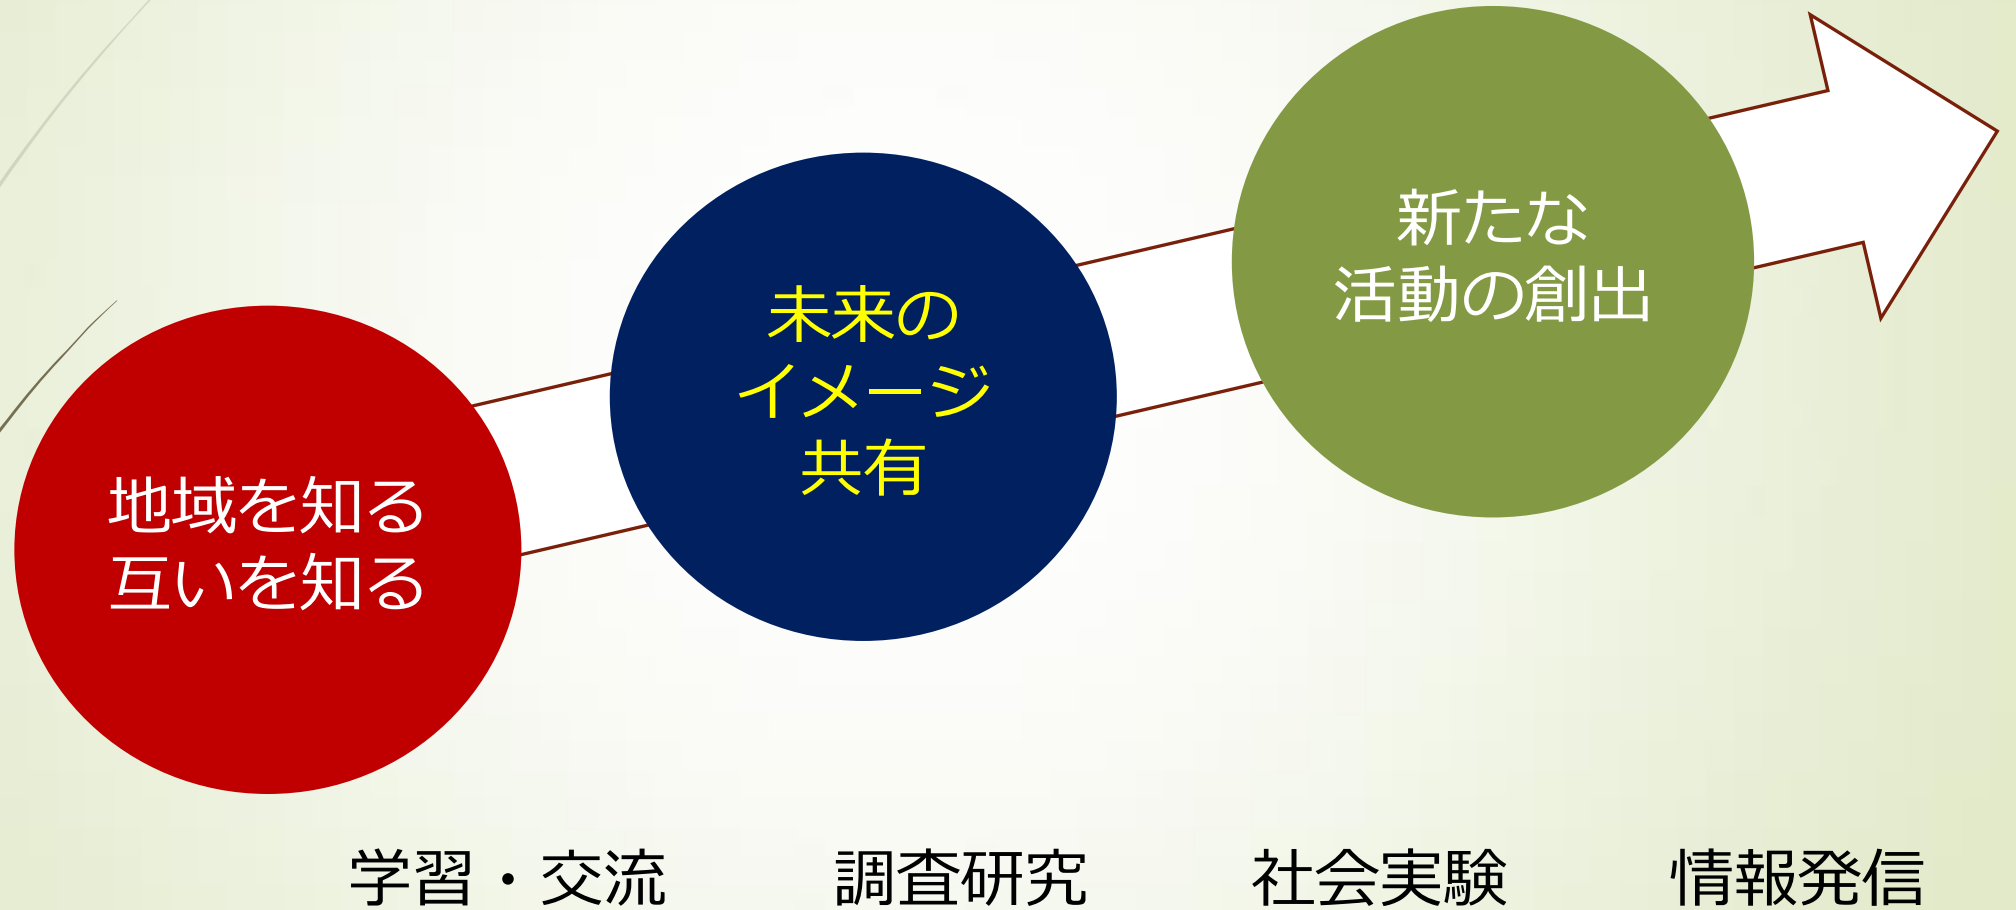 地域を知る
互いを知る
未来の
イメージ
共有
新たな
活動の創出
学習・交流 調査研究 社会実験 情報発信